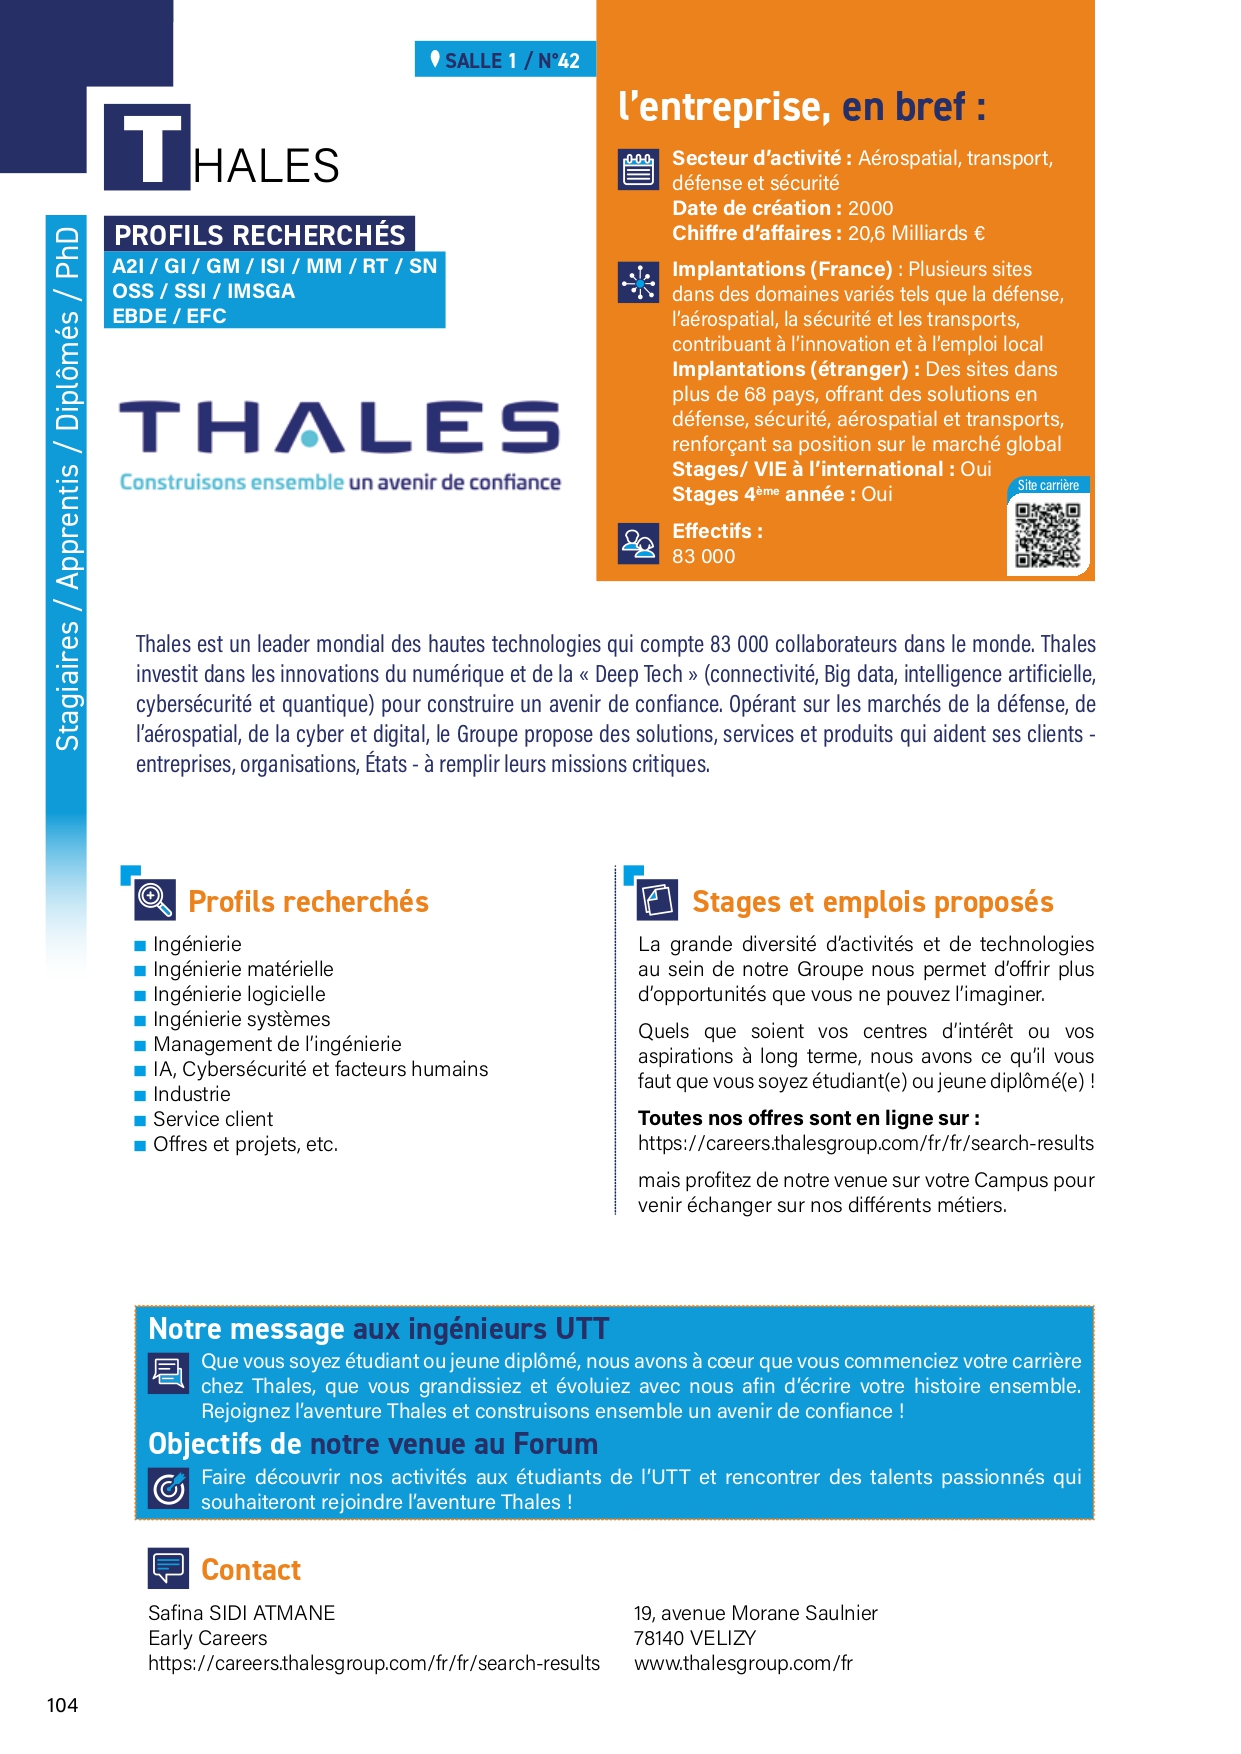 SALLE 1 / N°42
THALES
PROFILS RECHERCHÉS
A2I / GI / GM / ISI / MM / RT / SN
OSS / SSI / IMSGA
EBDE / EFC
Stagiaires / Apprentis / Diplômés / PhD
THALES
Construisons ensemble un avenir de confiance
l'entreprise, en bref :
Secteur d'activité : Aérospatial, transport,
défense et sécurité
Date de création : 2000
Chiffre d'affaires : 20,6 Milliards €
Implantations (France) : Plusieurs sites
dans des domaines variés tels que la défense,
l'aérospatial, la sécurité et les transports,
contribuant à l'innovation et à l'emploi local
Implantations (étranger) : Des sites dans
plus de 68 pays, offrant des solutions en
défense, sécurité, aérospatial et transports,
renforçant sa position sur le marché global
Stages/ VIE à l'international : Oui
Stages 4ème année : Oui
Site carrière
Effectifs :
83 000
Thales est un leader mondial des hautes technologies qui compte 83 000 collaborateurs dans le monde. Thales
investit dans les innovations du numérique et de la « Deep Tech » (connectivité, Big data, intelligence artificielle,
cybersécurité et quantique) pour construire un avenir de confiance. Opérant sur les marchés de la défense, de
l'aérospatial, de la cyber et digital, le Groupe propose des solutions, services et produits qui aident ses clients -
entreprises, organisations, États - à remplir leurs missions critiques.
Profils recherchés
Ingénierie
Ingénierie matérielle
Ingénierie logicielle
Ingénierie systèmes
Management de l'ingénierie
IA, Cybersécurité et facteurs humains
Industrie
Service client
Offres et projets, etc.
Stages et emplois proposés
La grande diversité d'activités et de technologies
au sein de notre Groupe nous permet d'offrir plus
d'opportunités que vous ne pouvez l'imaginer.
Quels que soient vos centres d'intérêt ou vos
aspirations à long terme, nous avons ce qu'il vous
faut que vous soyez étudiant(e) ou jeune diplômé(e) !
Toutes nos offres sont en ligne sur :
https://careers.thalesgroup.com/fr/fr/search-results
mais profitez de notre venue sur votre Campus pour
venir échanger sur nos différents métiers.
Notre message aux ingénieurs UTT
Que vous soyez étudiant ou jeune diplômé, nous avons à cœur que vous commenciez votre carrière
chez Thales, que vous grandissiez et évoluiez avec nous afin d'écrire votre histoire ensemble.
Rejoignez l'aventure Thales et construisons ensemble un avenir de confiance !
Objectifs de notre venue au Forum
Faire découvrir nos activités aux étudiants de l'UTT et rencontrer des talents passionnés qui
souhaiteront rejoindre l'aventure Thales !
Contact
Safina SIDI ATMANE
Early Careers
https://careers.thalesgroup.com/fr/fr/search-results
19, avenue Morane Saulnier
78140 VELIZY
www.thalesgroup.com/fr
104